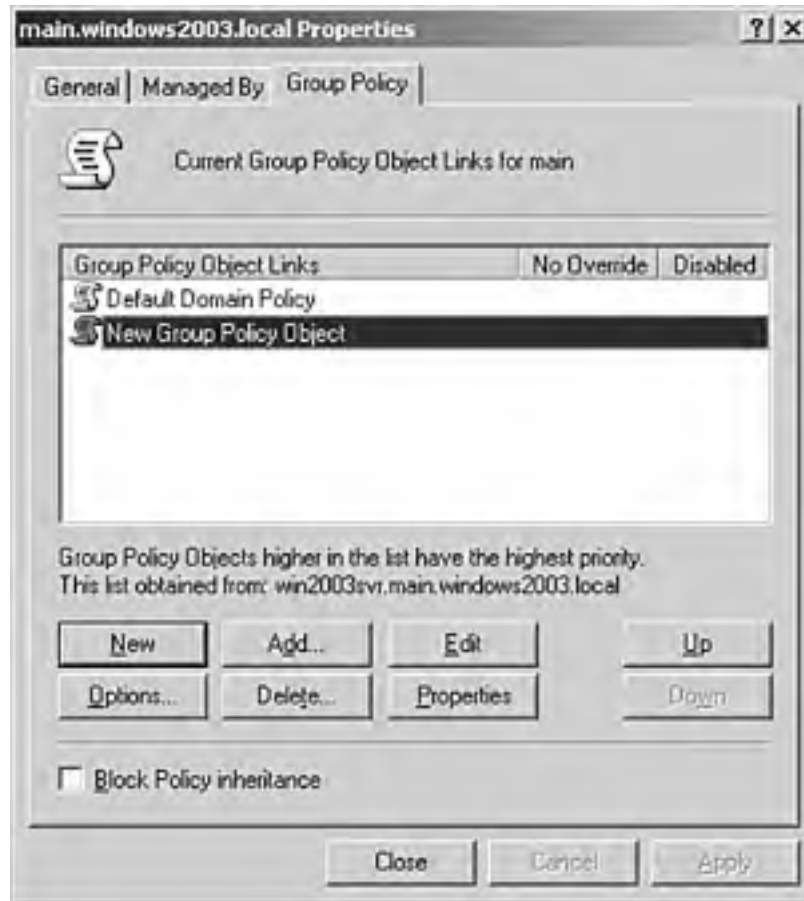 main.windows2003.local Properties
General Managed By Group Policy
Current Group Policy Object Links for main
Group Policy Object Links No Override Disabled
Default Domain Policy
New Group Policy Object
Group Policy Objects higher in the list have the highest priority.
This list obtained from: win2003svr.main.windows2003.local
New Add... Edit Up
Options... Delete... Properties Down
Block Policy inheritance
Close Cancel Apply